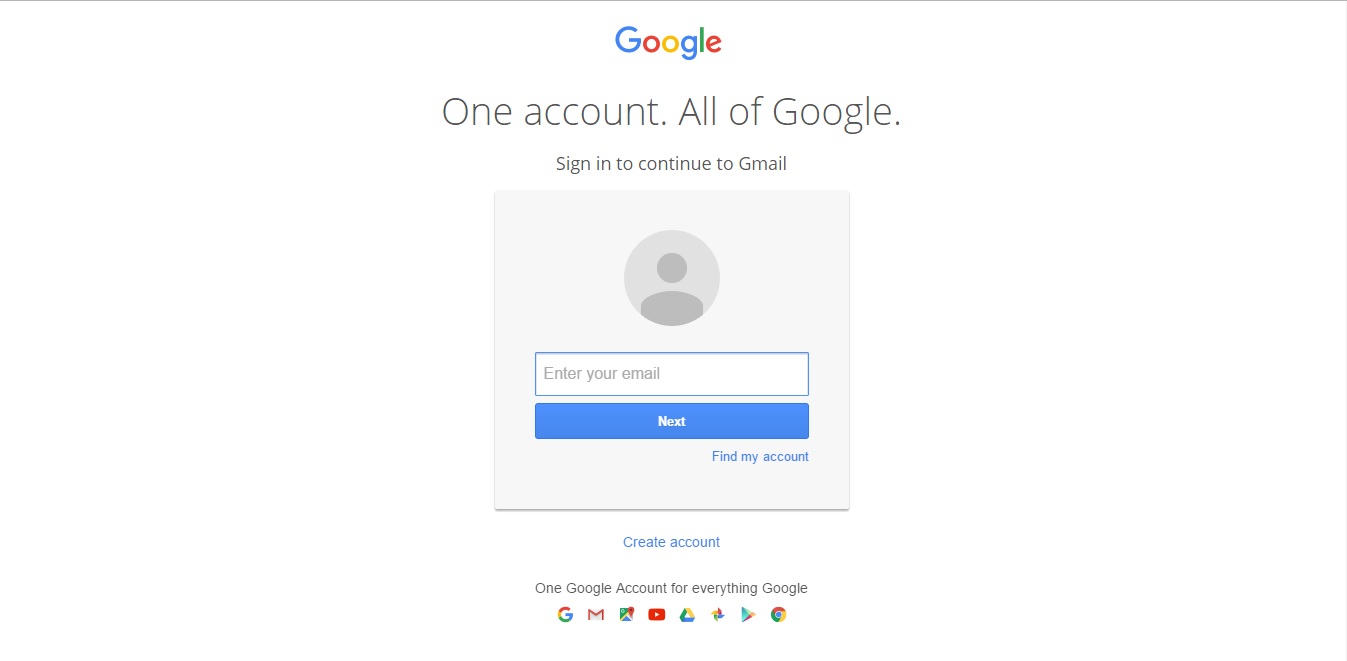 Google
One account. All of Google.
Sign in to continue to Gmail
Enter your email
Next
Find my account
Create account
One Google Account for everything Google